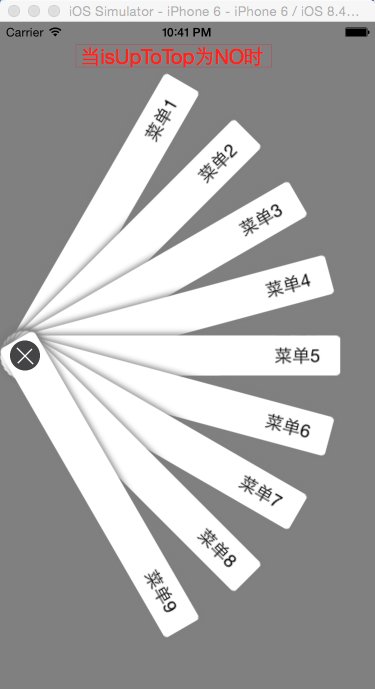 iOS Simulator - iPhone 6 - iPhone 6 / iOS 8.4...
Carrier 10:41 PM
当isUpToTop为NO时
菜单1
菜单2
菜单3
菜单4
菜单5
菜单6
菜单7
菜单8
菜单9